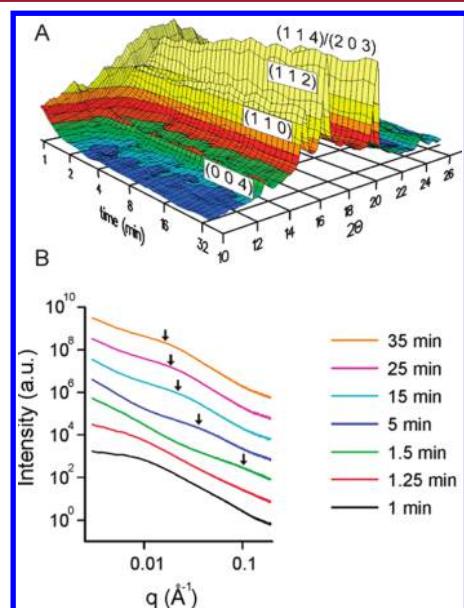 A
(1 1 4)/(2 0 3)
(1 1 2)
(1 1 0)
(0 0 4)
1
2
4
8
16
32
time (min)
10
12
14
16
18
20
22
24
26
2Θ
B
Intensity (a.u.)
10^10
10^8
10^6
10^4
10^2
10^0
0.01
0.1
q (Å^-1)
35 min
25 min
15 min
5 min
1.5 min
1.25 min
1 min